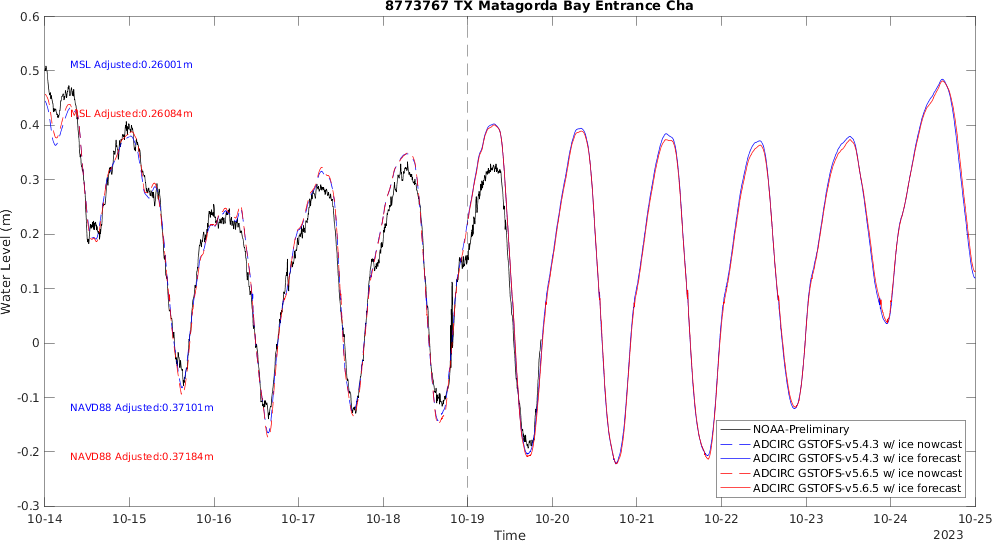 8773767 TX Matagorda Bay Entrance Cha
0.6
0.5
0.4
0.3
0.2
0.1
0
-0.1
-0.2
-0.3
Water Level (m)
MSL Adjusted:0.26001m
MSL Adjusted:0.26084m
NAVD88 Adjusted:0.37101m
NAVD88 Adjusted:0.37184m
NOAA-Preliminary
ADCIRC GSTOFS-v5.4.3 w/ ice nowcast
ADCIRC GSTOFS-v5.4.3 w/ ice forecast
ADCIRC GSTOFS-v5.6.5 w/ ice nowcast
ADCIRC GSTOFS-v5.6.5 w/ ice forecast
10-14 10-15 10-16 10-17 10-18 10-19 10-20 10-21 10-22 10-23 10-24 10-25
Time
2023